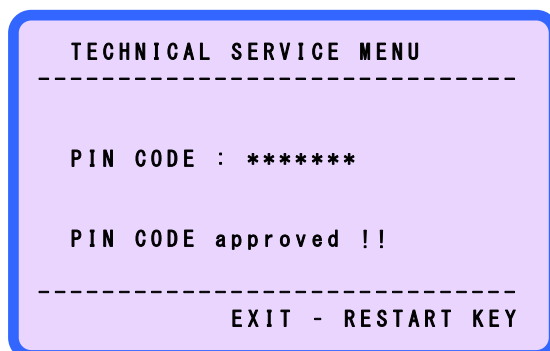 TECHNICAL SERVICE MENU
------------------------------
PIN CODE : *******
PIN CODE approved !!
------------------------------
EXIT - RESTART KEY